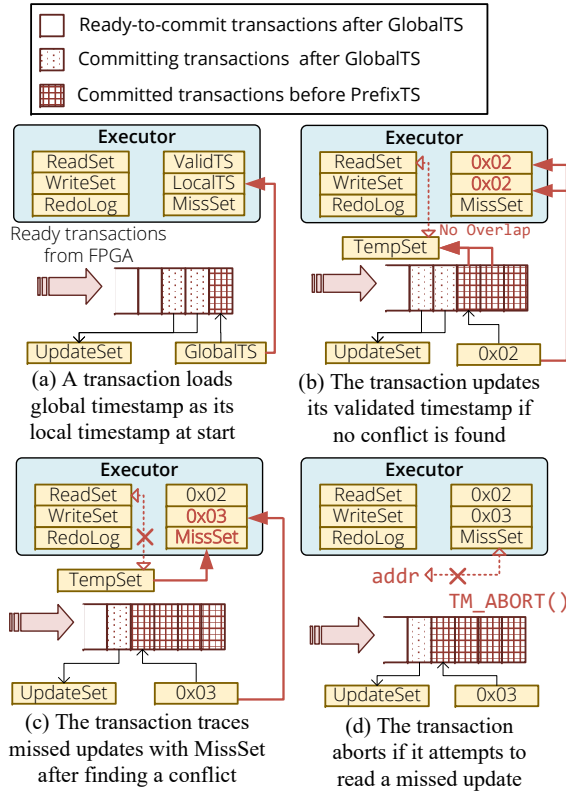 Ready-to-commit transactions after GlobalTS
Committing transactions after GlobalTS
Committed transactions before PrefixTS
Executor
ReadSet
WriteSet
RedoLog
ValidTS
LocalTS
MissSet
Ready transactions
from FPGA
UpdateSet
GlobalTS
(a) A transaction loads
global timestamp as its
local timestamp at start
Executor
ReadSet
WriteSet
RedoLog
0x02
0x02
MissSet
No Overlap
TempSet
UpdateSet
0x02
(b) The transaction updates
its validated timestamp if
no conflict is found
Executor
ReadSet
WriteSet
RedoLog
0x02
0x03
MissSet
TempSet
UpdateSet
0x03
(c) The transaction traces
missed updates with MissSet
after finding a conflict
Executor
ReadSet
WriteSet
RedoLog
0x02
0x03
MissSet
addr
TM_ABORT()
UpdateSet
0x03
(d) The transaction
aborts if it attempts to
read a missed update